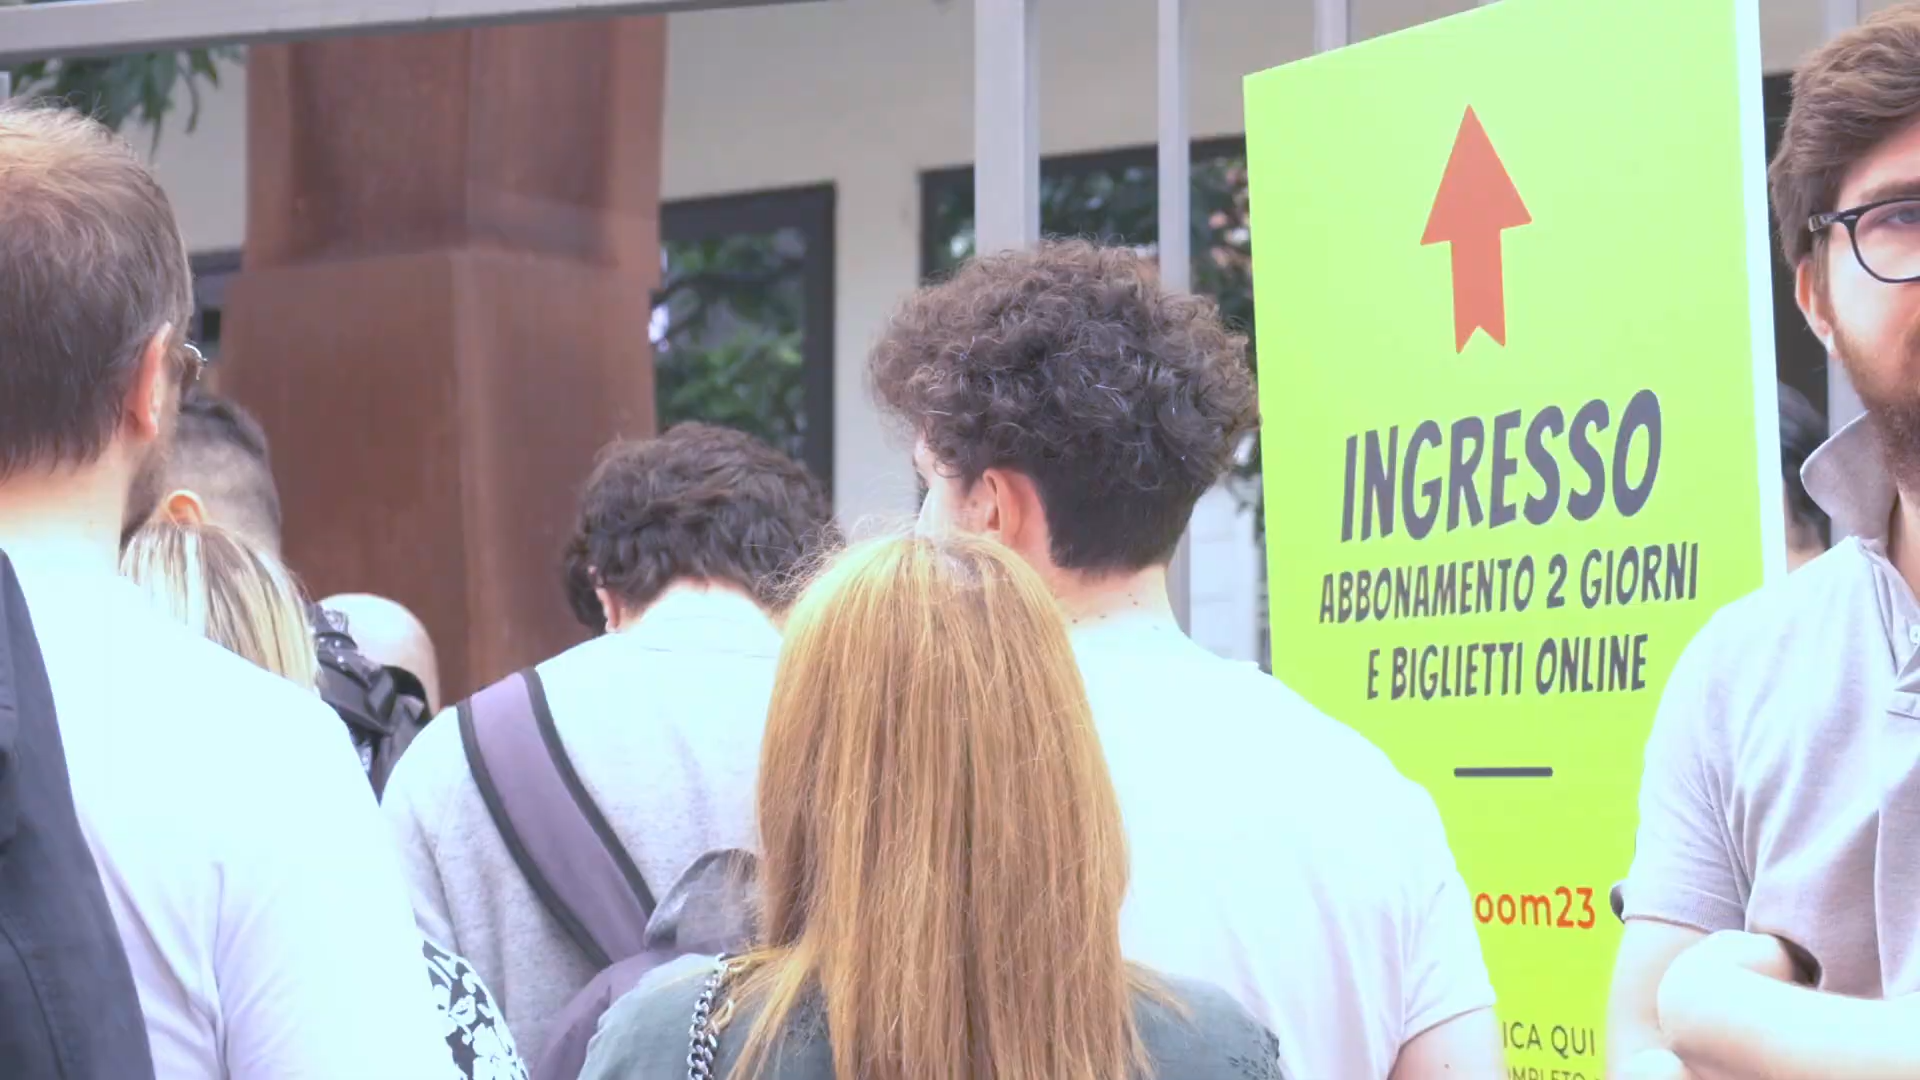 INGRESSO
ABBONAMENTO 2 GIORNI
E BIGLIETTI ONLINE
oom23
ICA QUI